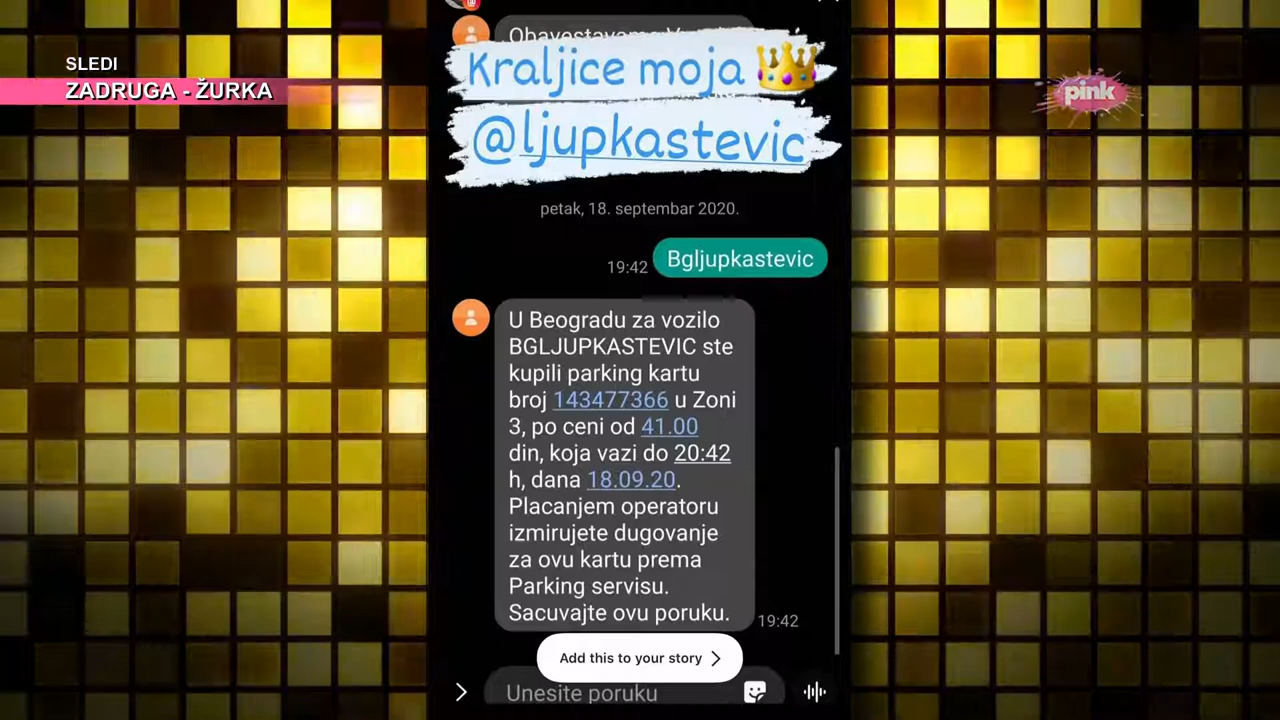 SLEDI
ZADRUGA - ŽURKA
pink
Obavestavamo
Kraljice moja
@ljupkastevic
petak, 18. septembar 2020.
19:42
Bgljupkastevic
U Beogradu za vozilo
BGLJUPKASTEVIC ste
kupili parking kartu
broj 143477366 u Zoni
3, po ceni od 41.00
din, koja vazi do 20:42
h, dana 18.09.20.
Placanjem operatoru
izmirujete dugovanje
za ovu kartu prema
Parking servisu.
Sacuvajte ovu poruku.
19:42
Add this to your story
Unesite poruku